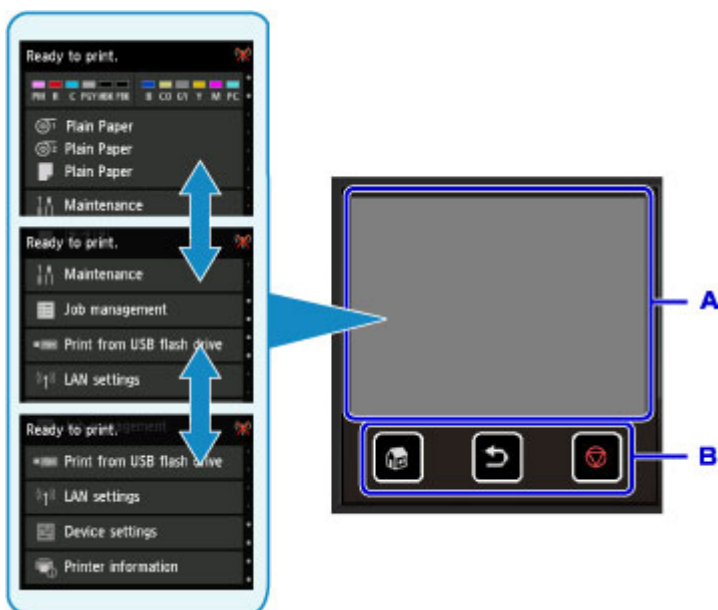 Ready to print.
PM R C PGY MBK PBK B CO GY Y M PC
Plain Paper
Plain Paper
Plain Paper
Maintenance
Ready to print.
Maintenance
Job management
Print from USB flash drive
LAN settings
Ready to print.
Print from USB flash drive
LAN settings
Device settings
Printer information
A
B